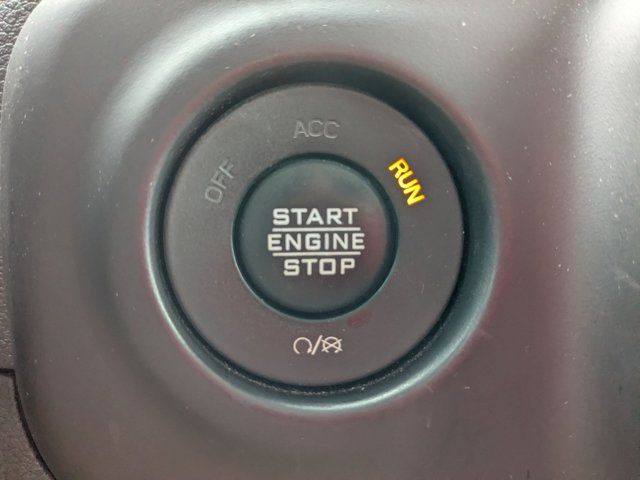 ACC
OFF
RUN
START
ENGINE
STOP